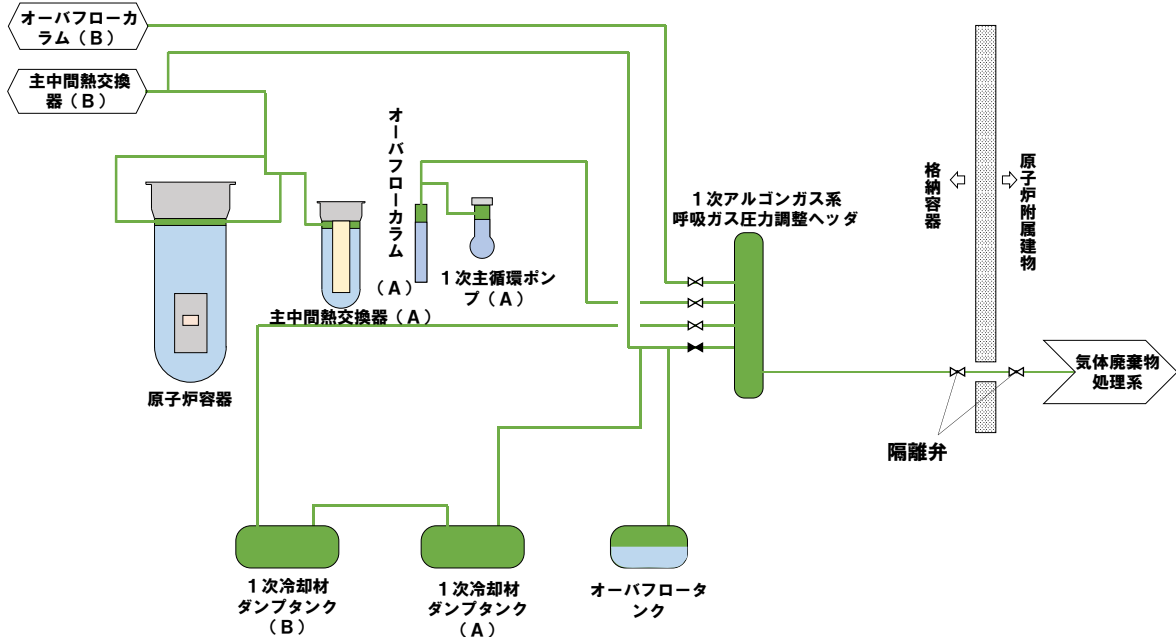 オーバフローカ
ラム（Ｂ）
主中間熱交換
器（Ｂ）
オーバフローカラム
（Ａ）
１次主循環ポン
プ（Ａ）
主中間熱交換器（Ａ）
原子炉容器
１次アルゴンガス系
呼吸ガス圧力調整ヘッダ
格納容器
原子炉附属建物
気体廃棄物
処理系
隔離弁
１次冷却材
ダンプタンク
（Ｂ）
１次冷却材
ダンプタンク
（Ａ）
オーバフロータ
ンク